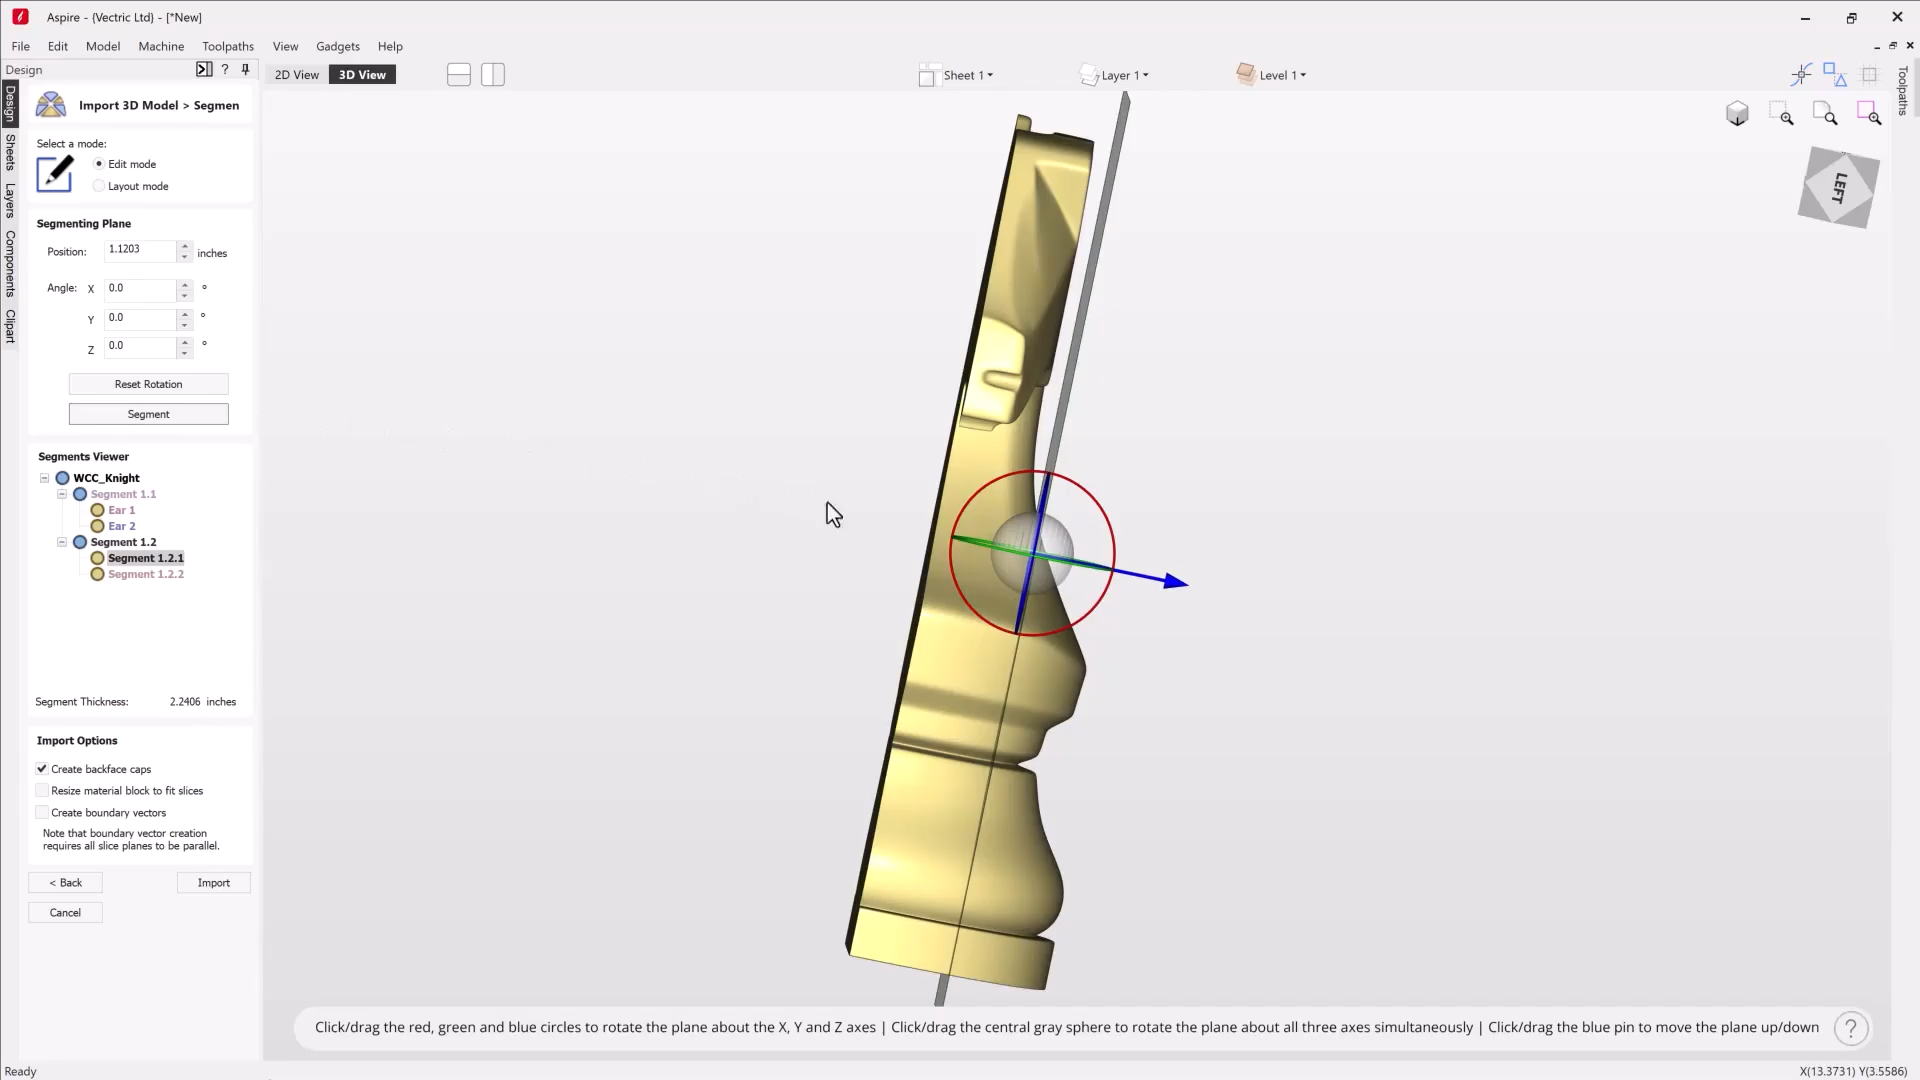 Aspire - {Vectric Ltd} - [*New]
File Edit Model Machine Toolpaths View Gadgets Help
Design ?
2D View 3D View Sheet 1 Layer 1 Level 1
Toolpaths
Design
Sheets
Layers
Components
Clipart
Import 3D Model > Segmen
Select a mode:
Edit mode
Layout mode
Segmenting Plane
Position: 1.1203 inches
Angle: X 0.0 °
Y 0.0 °
Z 0.0 °
Reset Rotation
Segment
Segments Viewer
WCC_Knight
Segment 1.1
Ear 1
Ear 2
Segment 1.2
Segment 1.2.1
Segment 1.2.2
Segment Thickness: 2.2406 inches
Import Options
Create backface caps
Resize material block to fit slices
Create boundary vectors
Note that boundary vector creation
requires all slice planes to be parallel.
< Back Import
Cancel
LEFT
Click/drag the red, green and blue circles to rotate the plane about the X, Y and Z axes | Click/drag the central gray sphere to rotate the plane about all three axes simultaneously | Click/drag the blue pin to move the plane up/down ?
Ready X(13.3731) Y(3.5586)